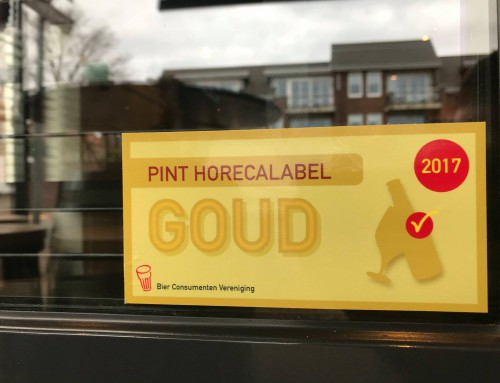 2017
PINT HORECALABEL
GOUD
Bier Consumenten Vereniging